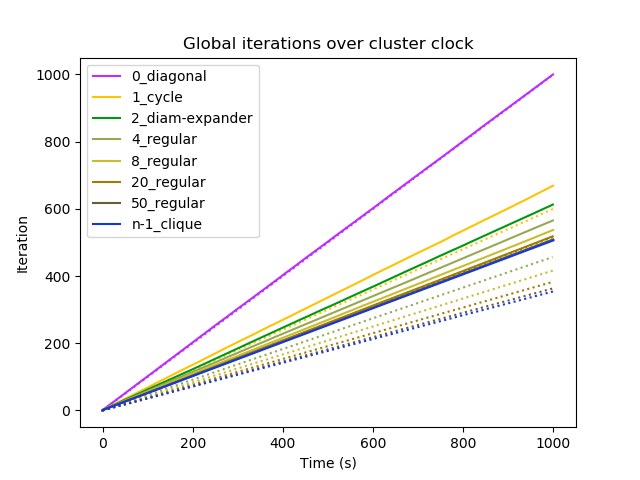 Global iterations over cluster clock
0_diagonal
1_cycle
2_diam-expander
4_regular
8_regular
20_regular
50_regular
n-1_clique
Iteration
1000
800
600
400
200
0
0 200 400 600 800 1000
Time (s)